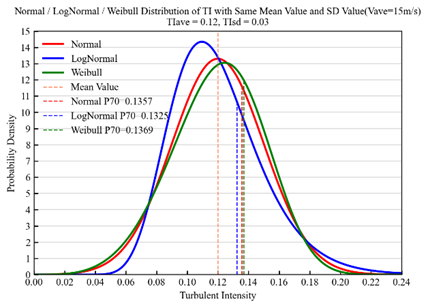 Normal / LogNormal / Weibull Distribution of TI with Same Mean Value and SD Value(Vave=15m/s)
TIave = 0.12, TIsd = 0.03
Probability Density
15
14
13
12
11
10
9
8
7
6
5
4
3
2
1
0
Normal
LogNormal
Weibull
Mean Value
Normal P70=0.1357
LogNormal P70=0.1325
Weibull P70=0.1369
0.00 0.02 0.04 0.06 0.08 0.10 0.12 0.14 0.16 0.18 0.20 0.22 0.24
Turbulent Intensity